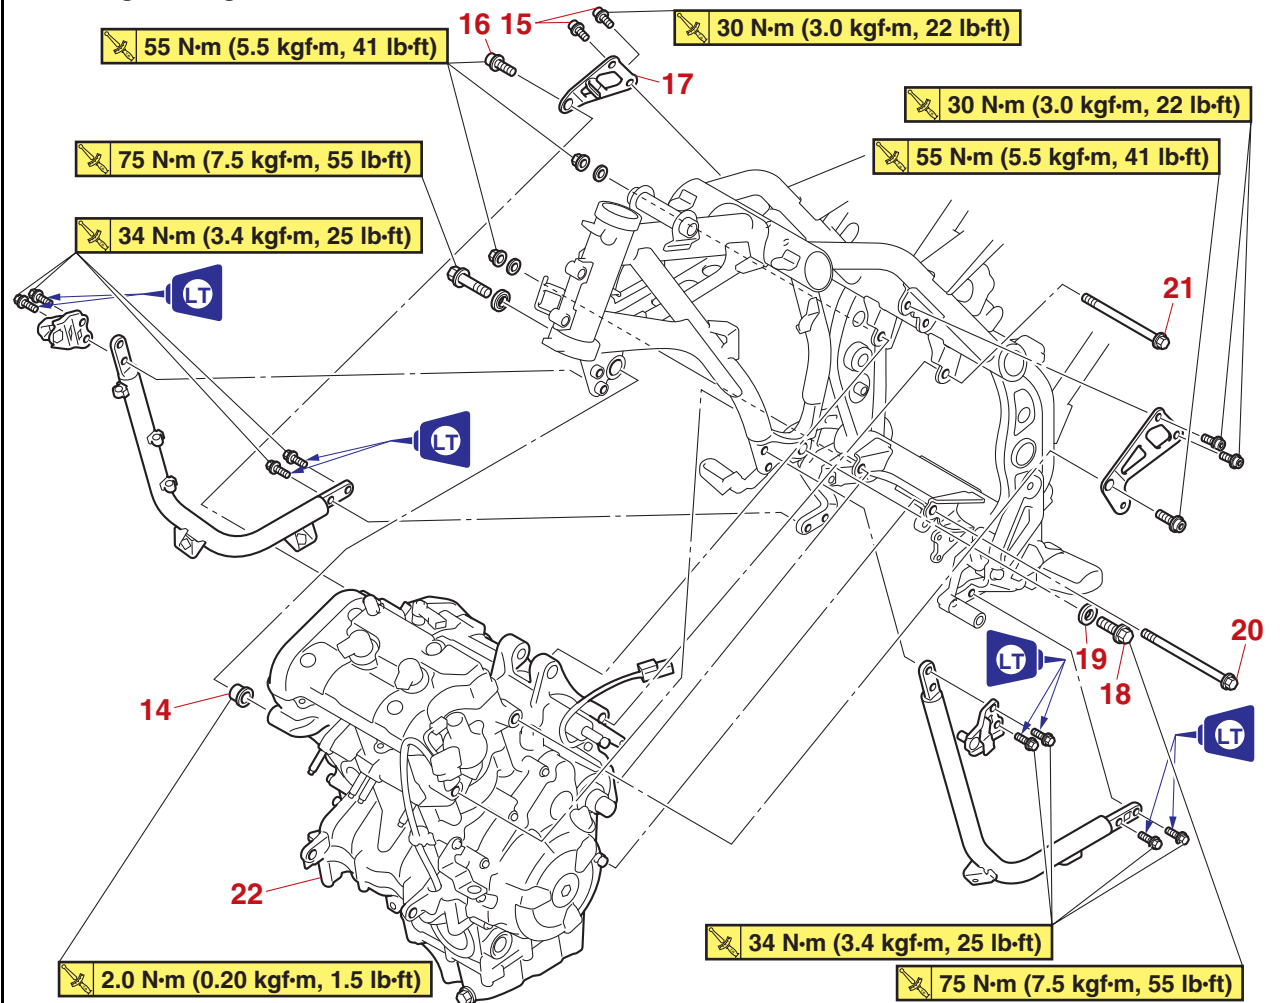 16 15
30 N•m (3.0 kgf•m, 22 lb•ft)
55 N•m (5.5 kgf•m, 41 lb•ft)
17
30 N•m (3.0 kgf•m, 22 lb•ft)
75 N•m (7.5 kgf•m, 55 lb•ft)
55 N•m (5.5 kgf•m, 41 lb•ft)
34 N•m (3.4 kgf•m, 25 lb•ft)
LT
21
LT
20
LT
19
18
14
LT
22
34 N•m (3.4 kgf•m, 25 lb•ft)
2.0 N•m (0.20 kgf•m, 1.5 lb•ft)
75 N•m (7.5 kgf•m, 55 lb•ft)